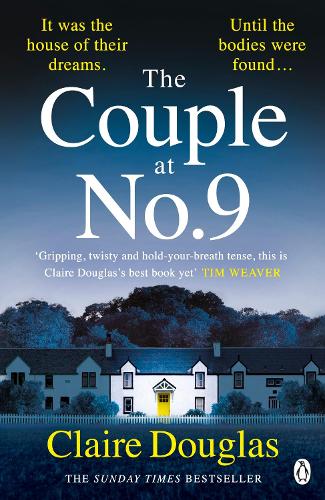 It was the
house of their
dreams.
Until the
bodies were
found...
The
Couple
at
No.9
‘Gripping, twisty and hold-your-breath tense, this is
Claire Douglas’s best book yet’ TIM WEAVER
Claire Douglas
THE SUNDAY TIMES BESTSELLER